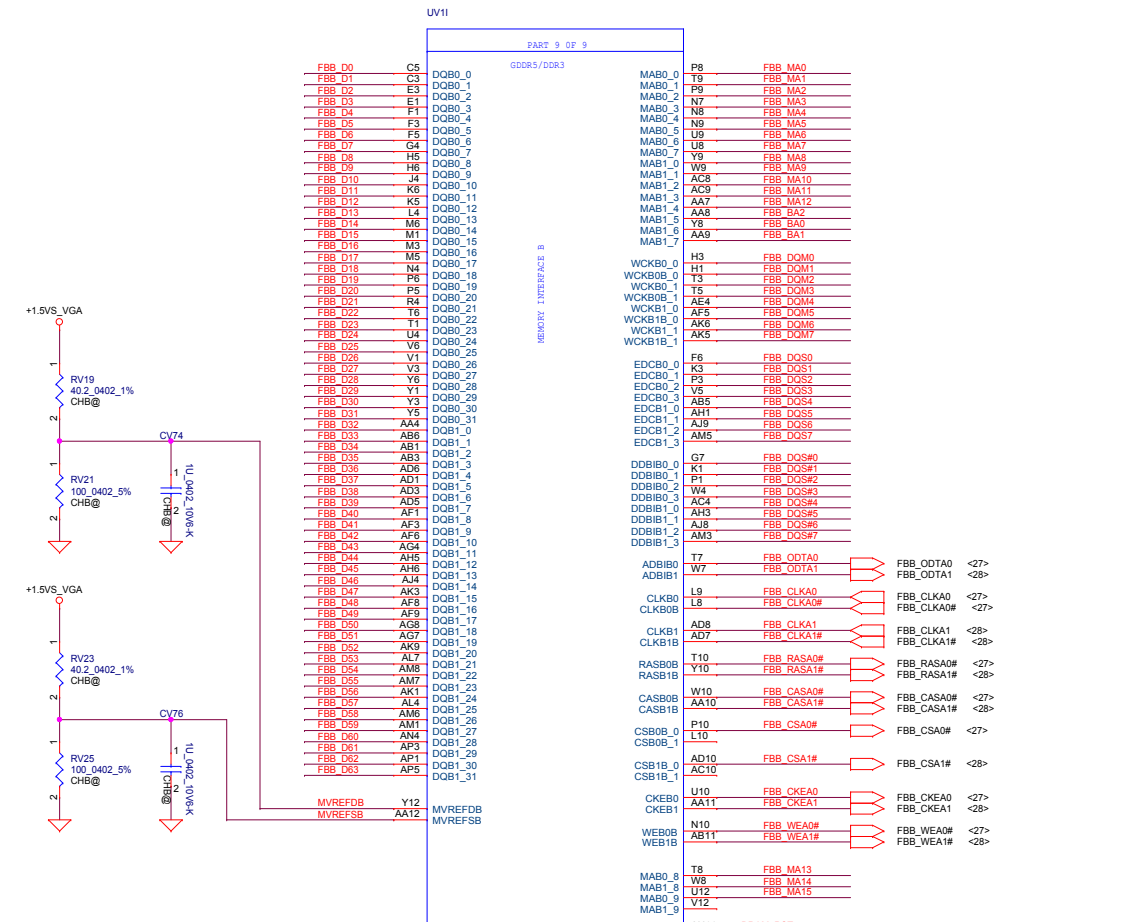 UV1I
PART 9 0F 9
GDDR5/DDR3
MEMORY INTERFACE B
FBB_D0 C5 DQB0_0
FBB_D1 C3 DQB0_1
FBB_D2 E3 DQB0_2
FBB_D3 E1 DQB0_3
FBB_D4 F1 DQB0_4
FBB_D5 F3 DQB0_5
FBB_D6 F5 DQB0_6
FBB_D7 G4 DQB0_7
FBB_D8 H5 DQB0_8
FBB_D9 H6 DQB0_9
FBB_D10 J4 DQB0_10
FBB_D11 K6 DQB0_11
FBB_D12 K5 DQB0_12
FBB_D13 L4 DQB0_13
FBB_D14 M6 DQB0_14
FBB_D15 M1 DQB0_15
FBB_D16 M3 DQB0_16
FBB_D17 M5 DQB0_17
FBB_D18 N4 DQB0_18
FBB_D19 P6 DQB0_19
FBB_D20 P5 DQB0_20
FBB_D21 R4 DQB0_21
FBB_D22 T6 DQB0_22
FBB_D23 T1 DQB0_23
FBB_D24 U4 DQB0_24
FBB_D25 V6 DQB0_25
FBB_D26 V1 DQB0_26
FBB_D27 V3 DQB0_27
FBB_D28 Y6 DQB0_28
FBB_D29 Y1 DQB0_29
FBB_D30 Y3 DQB0_30
FBB_D31 Y5 DQB0_31
FBB_D32 AA4 DQB1_0
FBB_D33 AB6 DQB1_1
FBB_D34 AB1 DQB1_2
FBB_D35 AB3 DQB1_3
FBB_D36 AD6 DQB1_4
FBB_D37 AD1 DQB1_5
FBB_D38 AD3 DQB1_6
FBB_D39 AD5 DQB1_7
FBB_D40 AF1 DQB1_8
FBB_D41 AF3 DQB1_9
FBB_D42 AF6 DQB1_10
FBB_D43 AG4 DQB1_11
FBB_D44 AH5 DQB1_12
FBB_D45 AH6 DQB1_13
FBB_D46 AJ4 DQB1_14
FBB_D47 AK3 DQB1_15
FBB_D48 AF8 DQB1_16
FBB_D49 AF9 DQB1_17
FBB_D50 AG8 DQB1_18
FBB_D51 AG7 DQB1_19
FBB_D52 AK9 DQB1_20
FBB_D53 AL7 DQB1_21
FBB_D54 AM8 DQB1_22
FBB_D55 AM7 DQB1_23
FBB_D56 AK1 DQB1_24
FBB_D57 AL4 DQB1_25
FBB_D58 AM6 DQB1_26
FBB_D59 AM1 DQB1_27
FBB_D60 AN4 DQB1_28
FBB_D61 AP3 DQB1_29
FBB_D62 AP1 DQB1_30
FBB_D63 AP5 DQB1_31
MVREFDB Y12 MVREFDB
MVREFSB AA12 MVREFSB
+1.5VS_VGA
1
RV19
40.2_0402_1%
CHB@
2
CV74
1
RV21
100_0402_5%
CHB@
2
1
1U_0402_10V6-K
CHB@
2
+1.5VS_VGA
1
RV23
40.2_0402_1%
CHB@
2
CV76
1
RV25
100_0402_5%
CHB@
2
1
1U_0402_10V6-K
CHB@
2
MAB0_0 P8 FBB_MA0
MAB0_1 T9 FBB_MA1
MAB0_2 P9 FBB_MA2
MAB0_3 N7 FBB_MA3
MAB0_4 N8 FBB_MA4
MAB0_5 N9 FBB_MA5
MAB0_6 U9 FBB_MA6
MAB0_7 U8 FBB_MA7
MAB1_0 Y9 FBB_MA8
MAB1_1 W9 FBB_MA9
MAB1_2 AC8 FBB_MA10
MAB1_3 AC9 FBB_MA11
MAB1_4 AA7 FBB_MA12
MAB1_5 AA8 FBB_BA2
MAB1_6 Y8 FBB_BA0
MAB1_7 AA9 FBB_BA1
WCKB0_0 H3 FBB_DQM0
WCKB0B_0 H1 FBB_DQM1
WCKB0_1 T3 FBB_DQM2
WCKB0B_1 T5 FBB_DQM3
WCKB1_0 AE4 FBB_DQM4
WCKB1B_0 AF5 FBB_DQM5
WCKB1_1 AK6 FBB_DQM6
WCKB1B_1 AK5 FBB_DQM7
EDCB0_0 F6 FBB_DQS0
EDCB0_1 K3 FBB_DQS1
EDCB0_2 P3 FBB_DQS2
EDCB0_3 V5 FBB_DQS3
EDCB1_0 AB5 FBB_DQS4
EDCB1_1 AH1 FBB_DQS5
EDCB1_2 AJ9 FBB_DQS6
EDCB1_3 AM5 FBB_DQS7
DDBIB0_0 G7 FBB_DQS#0
DDBIB0_1 K1 FBB_DQS#1
DDBIB0_2 P1 FBB_DQS#2
DDBIB0_3 W4 FBB_DQS#3
DDBIB1_0 AC4 FBB_DQS#4
DDBIB1_1 AH3 FBB_DQS#5
DDBIB1_2 AJ8 FBB_DQS#6
DDBIB1_3 AM3 FBB_DQS#7
ADBIB0 T7 FBB_ODTA0 FBB_ODTA0 <27>
ADBIB1 W7 FBB_ODTA1 FBB_ODTA1 <28>
CLKB0 L9 FBB_CLKA0 FBB_CLKA0 <27>
CLKB0B L8 FBB_CLKA0# FBB_CLKA0# <27>
CLKB1 AD8 FBB_CLKA1 FBB_CLKA1 <28>
CLKB1B AD7 FBB_CLKA1# FBB_CLKA1# <28>
RASB0B T10 FBB_RASA0# FBB_RASA0# <27>
RASB1B Y10 FBB_RASA1# FBB_RASA1# <28>
CASB0B W10 FBB_CASA0# FBB_CASA0# <27>
CASB1B AA10 FBB_CASA1# FBB_CASA1# <28>
CSB0B_0 P10 FBB_CSA0# FBB_CSA0# <27>
CSB0B_1 L10
CSB1B_0 AD10 FBB_CSA1# FBB_CSA1# <28>
CSB1B_1 AC10
CKEB0 U10 FBB_CKEA0 FBB_CKEA0 <27>
CKEB1 AA11 FBB_CKEA1 FBB_CKEA1 <28>
WEB0B N10 FBB_WEA0# FBB_WEA0# <27>
WEB1B AB11 FBB_WEA1# FBB_WEA1# <28>
MAB0_8 T8 FBB_MA13
MAB1_8 W8 FBB_MA14
MAB0_9 U12 FBB_MA15
MAB1_9 V12